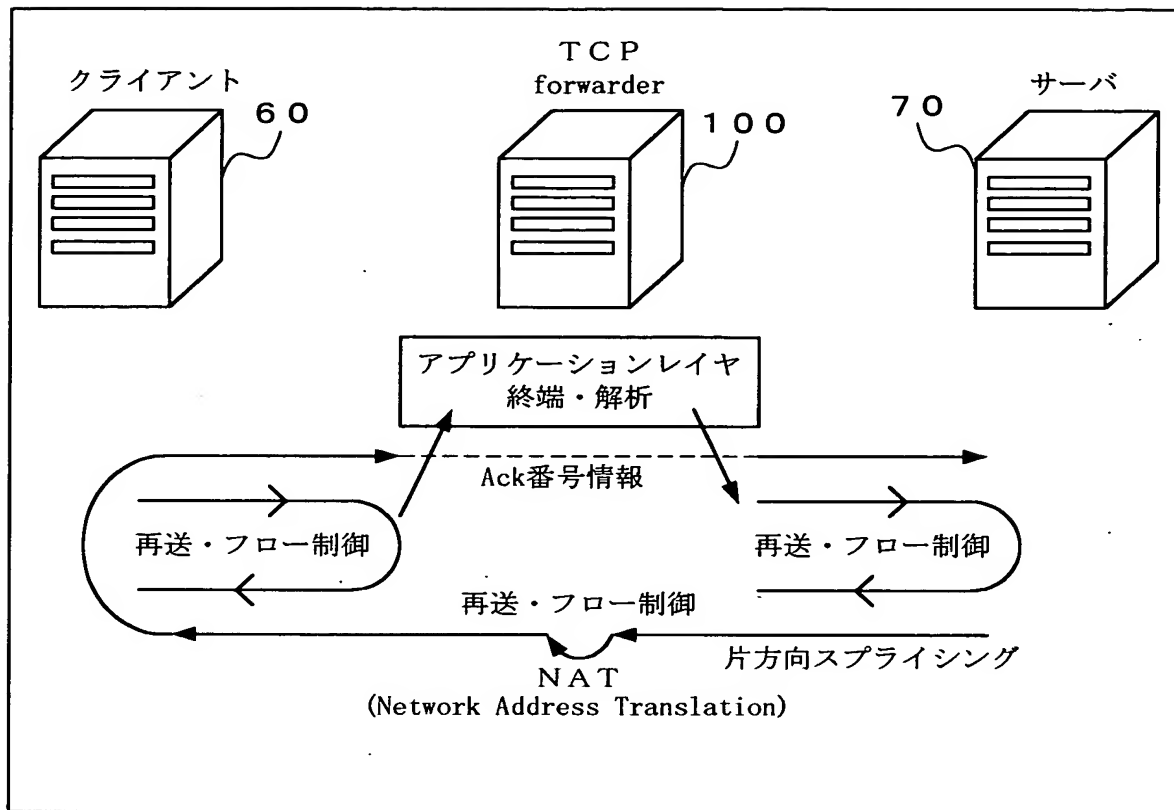 クライアント
60
TCP
forwarder
100
サーバ
70
アプリケーションレイヤ
終端・解析
Ack番号情報
再送・フロー制御
再送・フロー制御
再送・フロー制御
片方向スプライシング
NAT
(Network Address Translation)